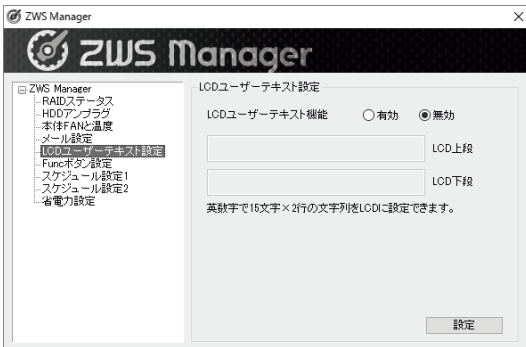 ZWS Manager
ZWS Manager
ZWS Manager
RAIDステータス
HDDアンプラグ
本体FANと温度
メール設定
LCDユーザーテキスト設定
Funcボタン設定
スケジュール設定1
スケジュール設定2
省電力設定
LCDユーザーテキスト設定
LCDユーザーテキスト機能 有効 無効
LCD上段
LCD下段
英数字で15文字×2行の文字列をLCDに設定できます。
設定